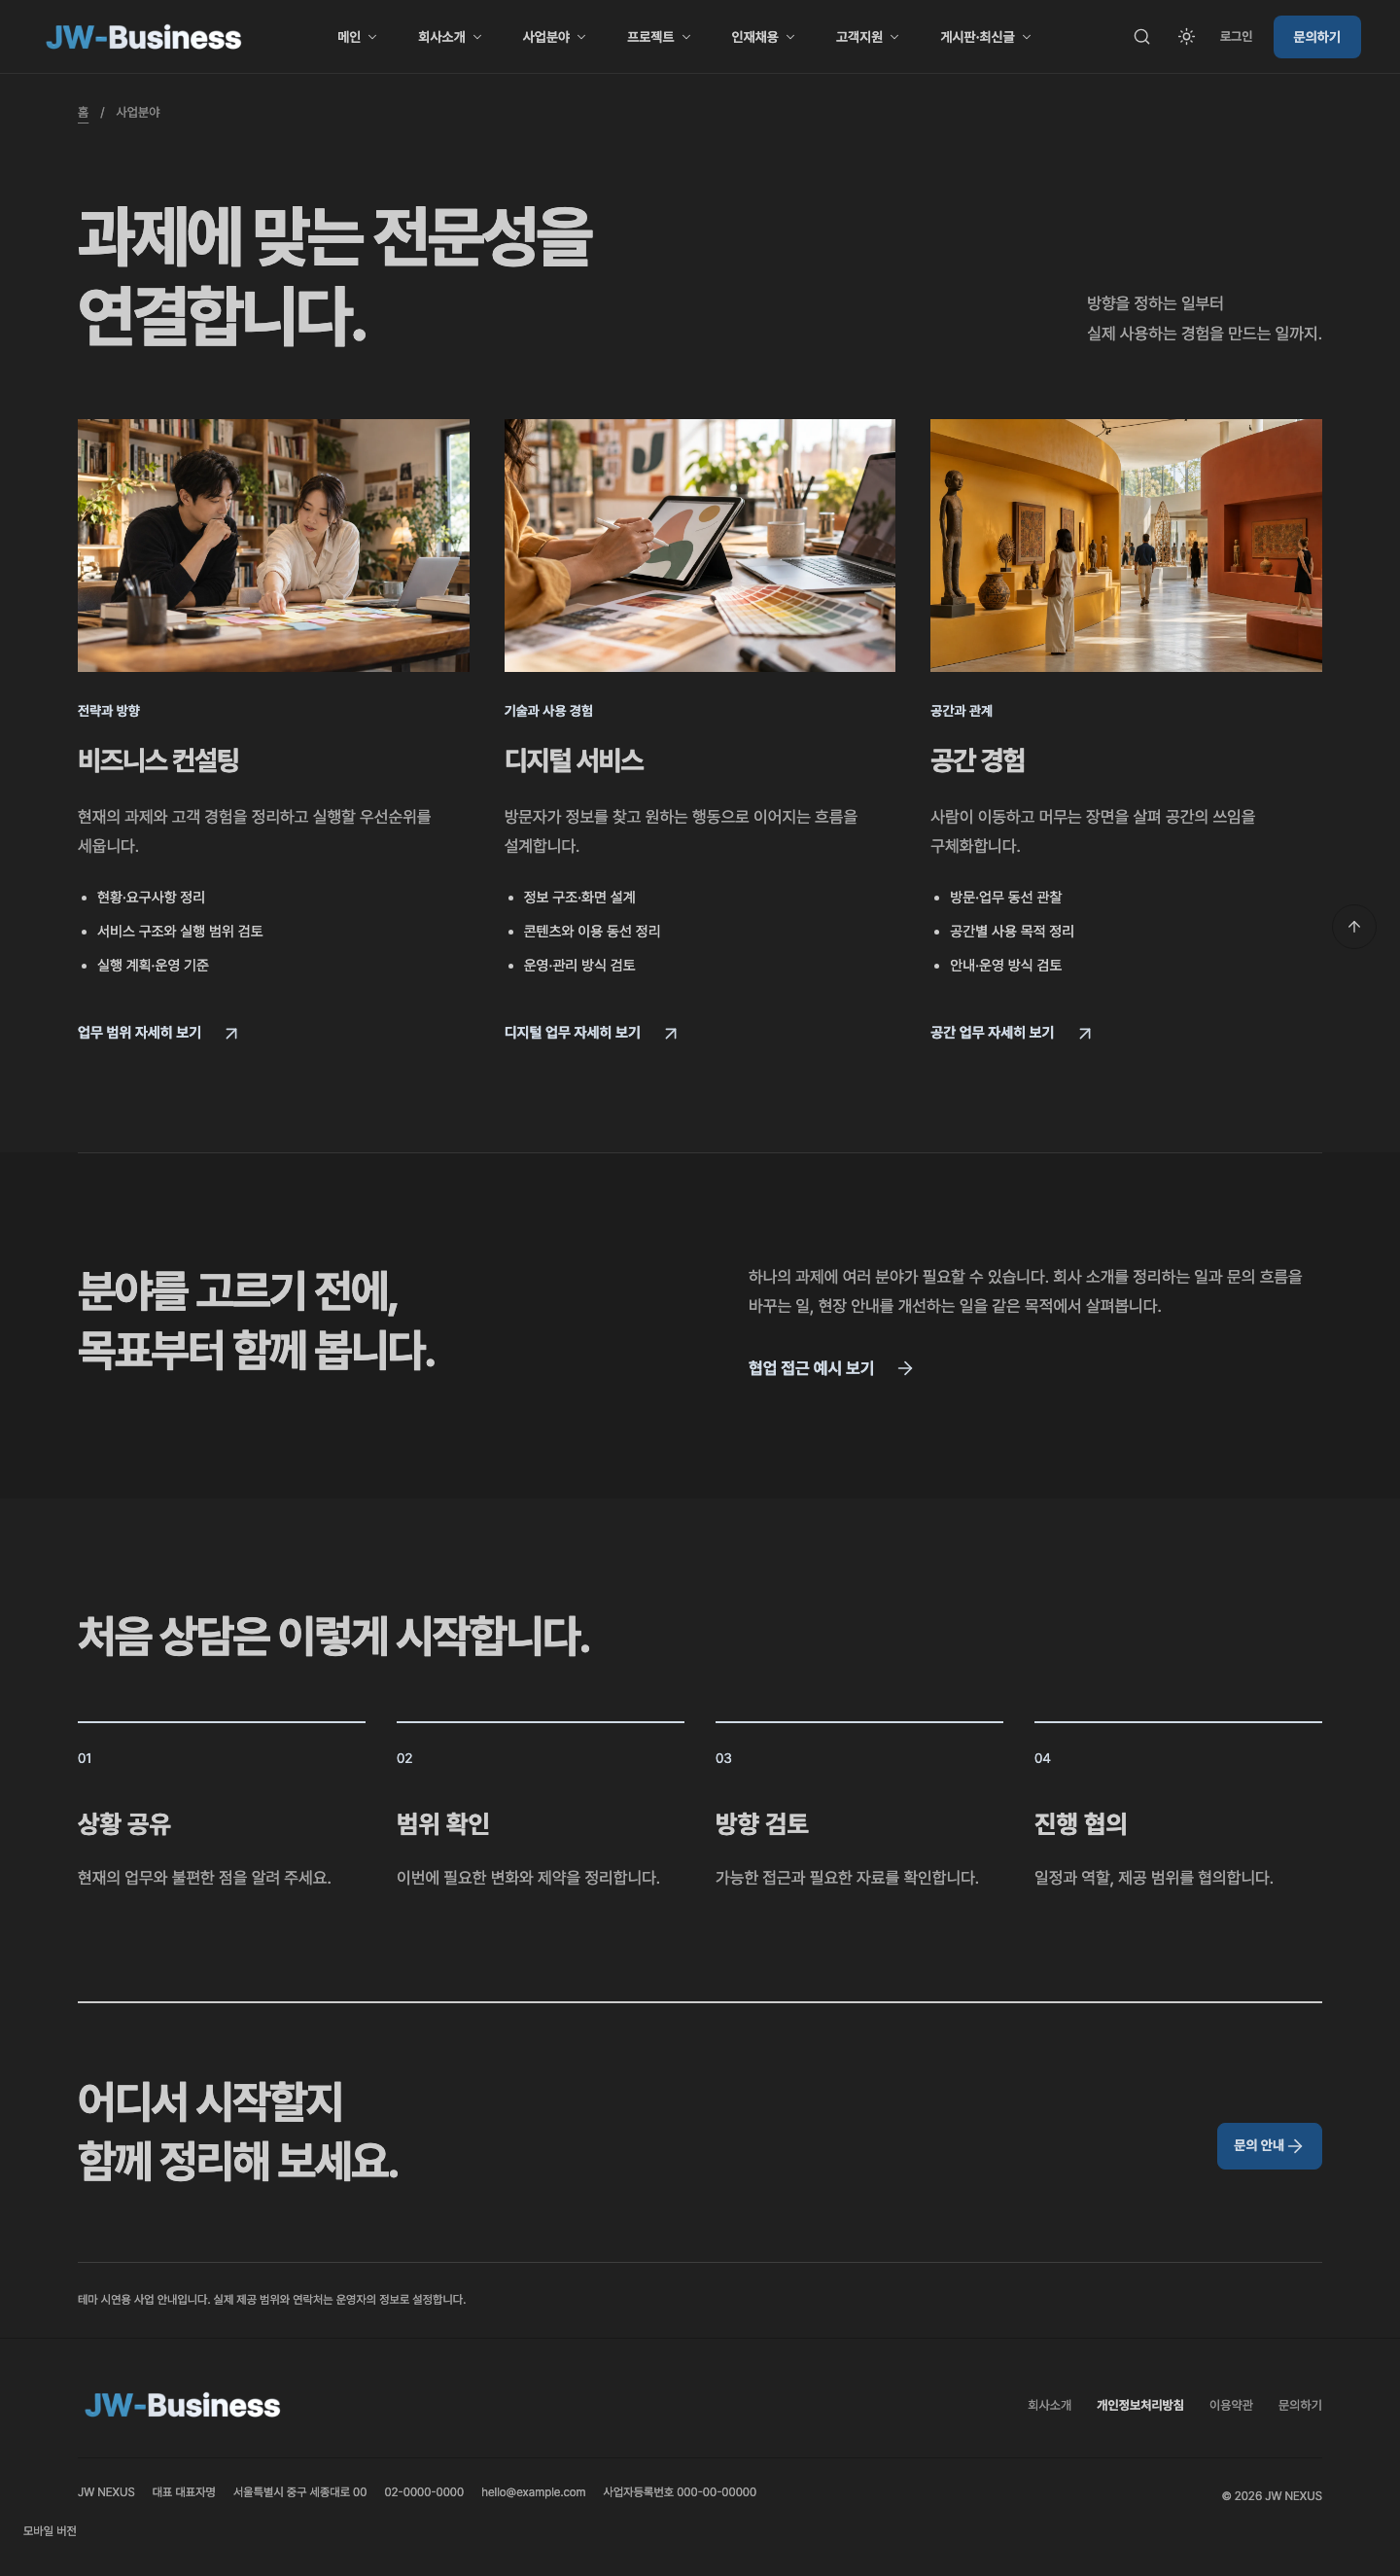 JW-Business
메인
회사소개
사업분야
프로젝트
인재채용
고객지원
게시판·최신글
로그인
문의하기
홈 / 사업분야
과제에 맞는 전문성을
연결합니다.
방향을 정하는 일부터
실제 사용하는 경험을 만드는 일까지.
전략과 방향
비즈니스 컨설팅
현재의 과제와 고객 경험을 정리하고 실행할 우선순위를
세웁니다.
현황·요구사항 정리
서비스 구조와 실행 범위 검토
실행 계획·운영 기준
업무 범위 자세히 보기
기술과 사용 경험
디지털 서비스
방문자가 정보를 찾고 원하는 행동으로 이어지는 흐름을
설계합니다.
정보 구조·화면 설계
콘텐츠와 이용 동선 정리
운영·관리 방식 검토
디지털 업무 자세히 보기
공간과 관계
공간 경험
사람이 이동하고 머무는 장면을 살펴 공간의 쓰임을
구체화합니다.
방문·업무 동선 관찰
공간별 사용 목적 정리
안내·운영 방식 검토
공간 업무 자세히 보기
분야를 고르기 전에,
목표부터 함께 봅니다.
하나의 과제에 여러 분야가 필요할 수 있습니다. 회사 소개를 정리하는 일과 문의 흐름을
바꾸는 일, 현장 안내를 개선하는 일을 같은 목적에서 살펴봅니다.
협업 접근 예시 보기
처음 상담은 이렇게 시작합니다.
01
상황 공유
현재의 업무와 불편한 점을 알려 주세요.
02
범위 확인
이번에 필요한 변화와 제약을 정리합니다.
03
방향 검토
가능한 접근과 필요한 자료를 확인합니다.
04
진행 협의
일정과 역할, 제공 범위를 협의합니다.
어디서 시작할지
함께 정리해 보세요.
문의 안내
테마 시연용 사업 안내입니다. 실제 제공 범위와 연락처는 운영자의 정보로 설정합니다.
JW-Business
회사소개
개인정보처리방침
이용약관
문의하기
JW NEXUS 대표 대표자명 서울특별시 중구 세종대로 00 02-0000-0000 hello@example.com 사업자등록번호 000-00-00000
© 2026 JW NEXUS
모바일 버전